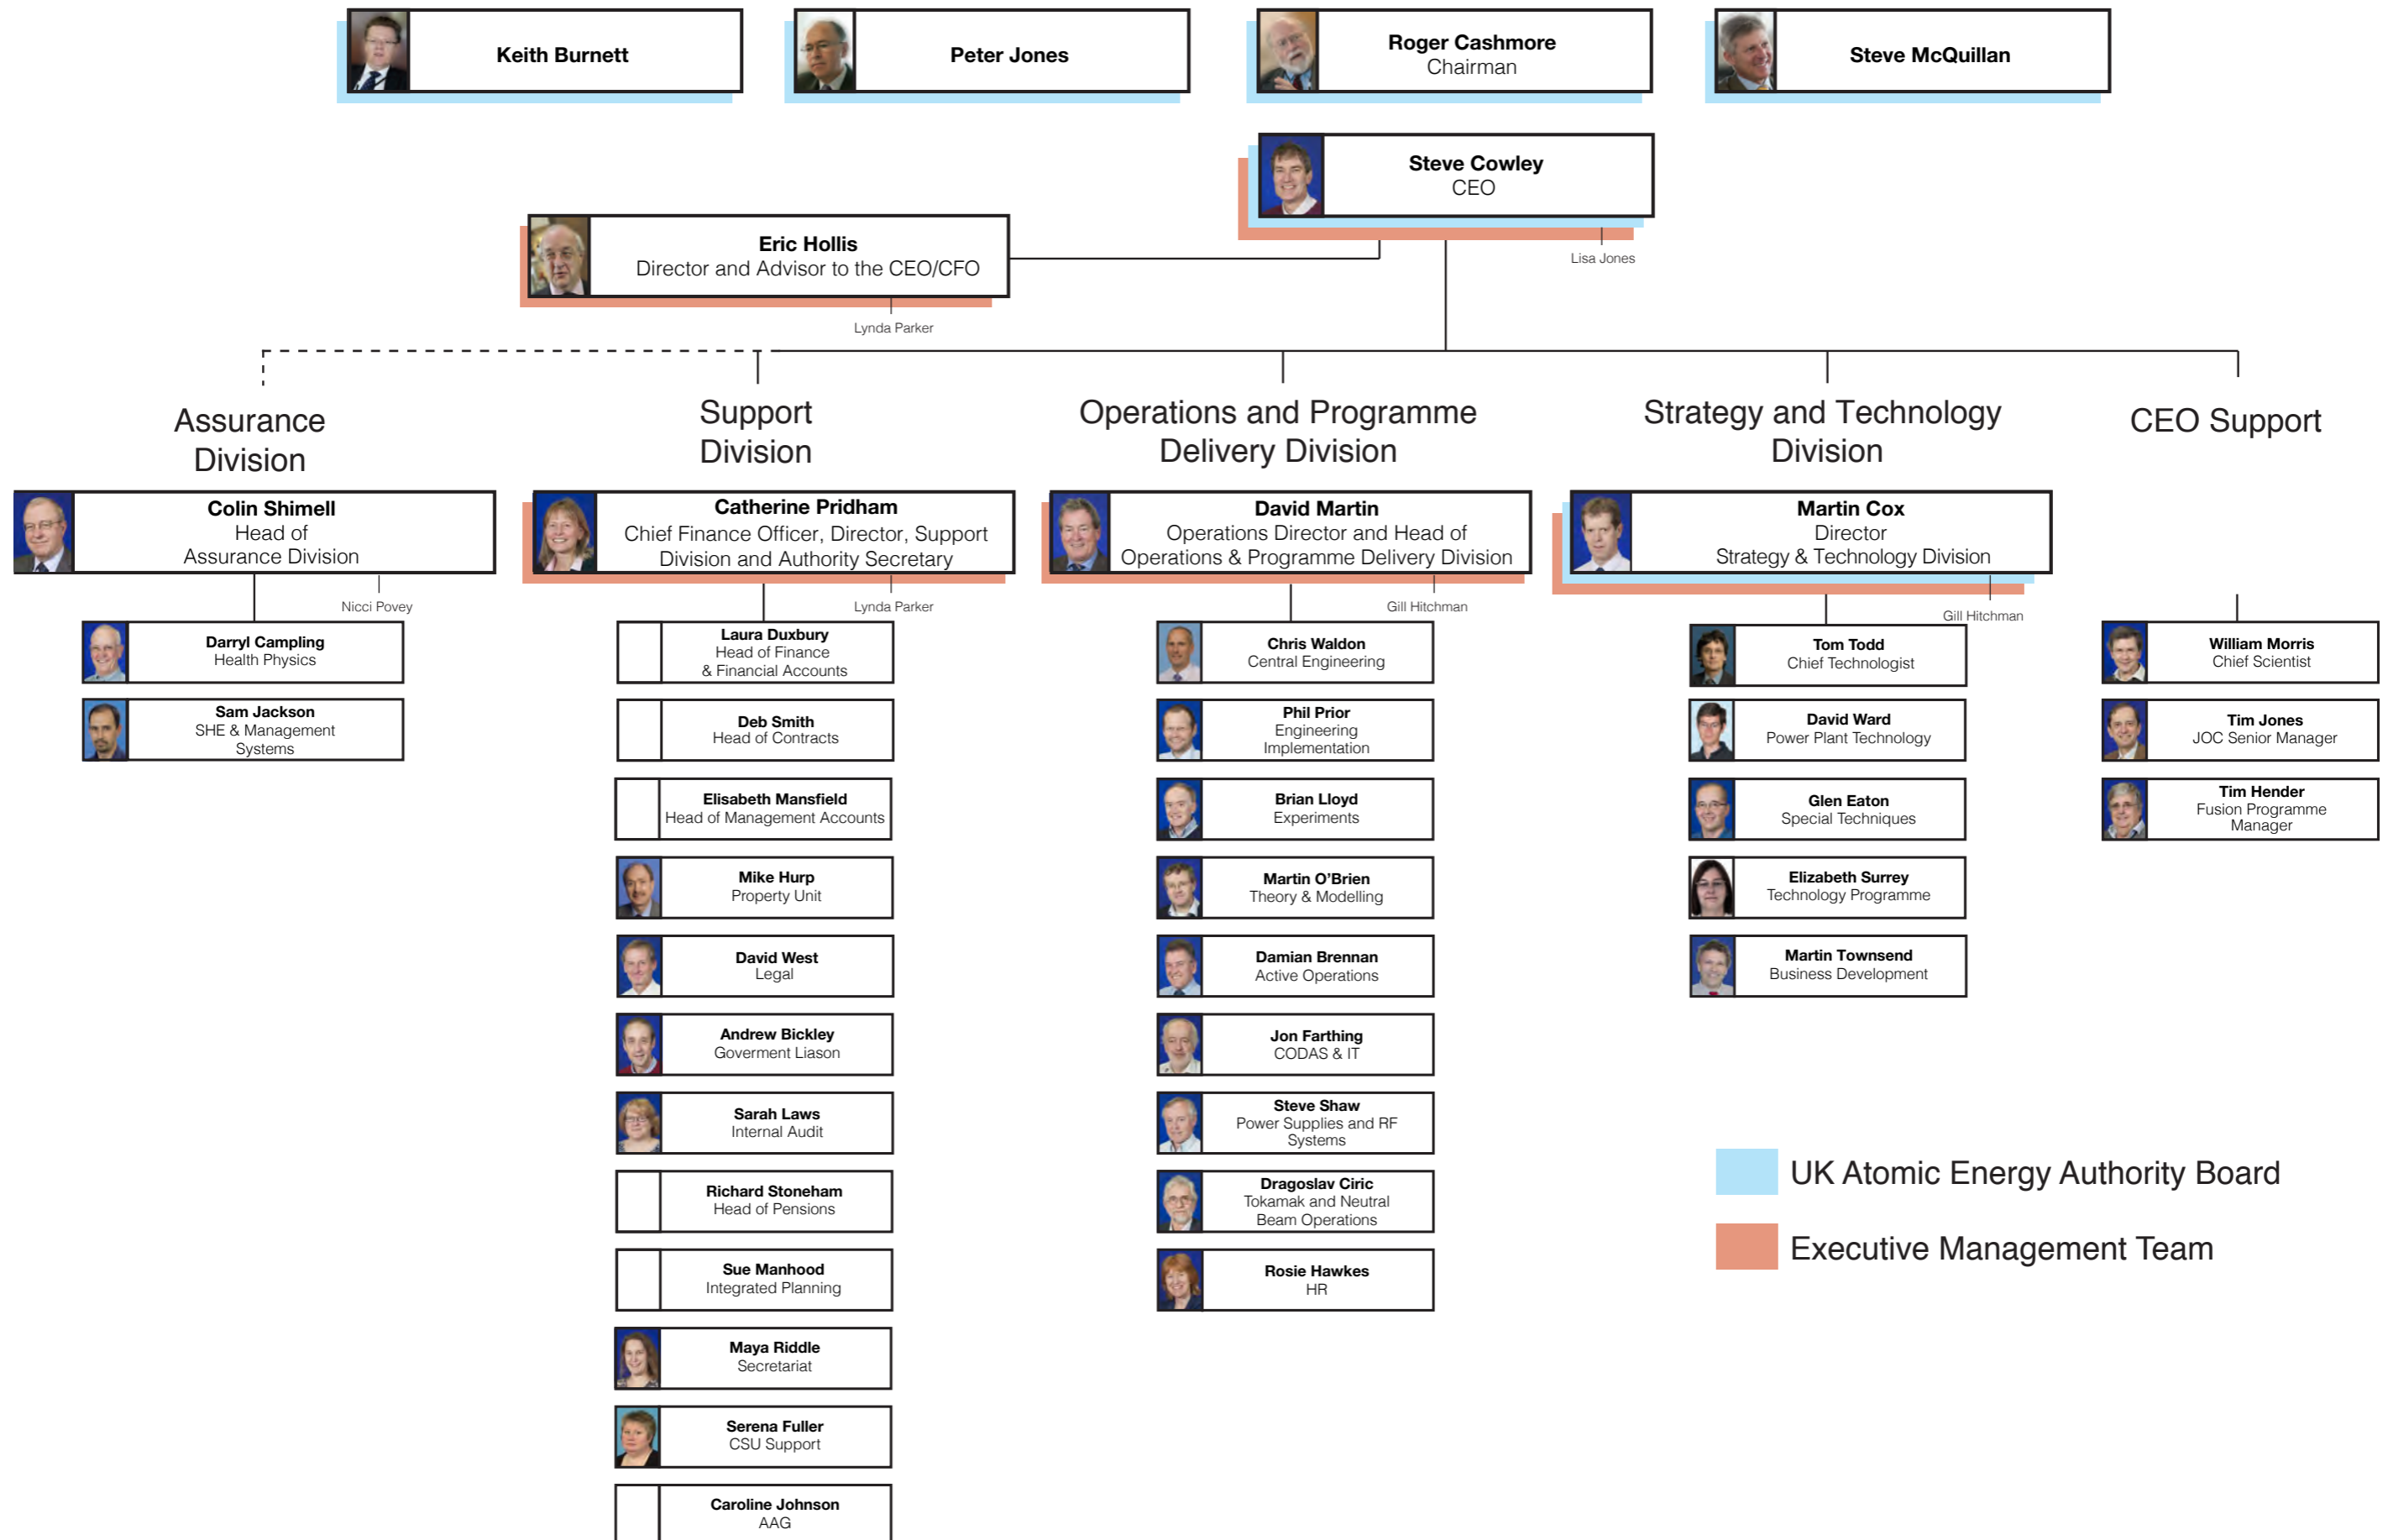 Keith Burnett
Peter Jones
Roger Cashmore
Chairman
Steve McQuillan
Steve Cowley
CEO
Lisa Jones
Eric Hollis
Director and Advisor to the CEO/CFO
Lynda Parker
Assurance
Division
Support
Division
Operations and Programme
Delivery Division
Strategy and Technology
Division
CEO Support
Colin Shimell
Head of
Assurance Division
Nicci Povey
Darryl Campling
Health Physics
Sam Jackson
SHE & Management
Systems
Catherine Pridham
Chief Finance Officer, Director, Support
Division and Authority Secretary
Lynda Parker
Laura Duxbury
Head of Finance
& Financial Accounts
Deb Smith
Head of Contracts
Elisabeth Mansfield
Head of Management Accounts
Mike Hurp
Property Unit
David West
Legal
Andrew Bickley
Goverment Liason
Sarah Laws
Internal Audit
Richard Stoneham
Head of Pensions
Sue Manhood
Integrated Planning
Maya Riddle
Secretariat
Serena Fuller
CSU Support
Caroline Johnson
AAG
David Martin
Operations Director and Head of
Operations & Programme Delivery Division
Gill Hitchman
Chris Waldon
Central Engineering
Phil Prior
Engineering
Implementation
Brian Lloyd
Experiments
Martin O’Brien
Theory & Modelling
Damian Brennan
Active Operations
Jon Farthing
CODAS & IT
Steve Shaw
Power Supplies and RF
Systems
Dragoslav Ciric
Tokamak and Neutral
Beam Operations
Rosie Hawkes
HR
Martin Cox
Director
Strategy & Technology Division
Gill Hitchman
Tom Todd
Chief Technologist
David Ward
Power Plant Technology
Glen Eaton
Special Techniques
Elizabeth Surrey
Technology Programme
Martin Townsend
Business Development
William Morris
Chief Scientist
Tim Jones
JOC Senior Manager
Tim Hender
Fusion Programme
Manager
UK Atomic Energy Authority Board
Executive Management Team